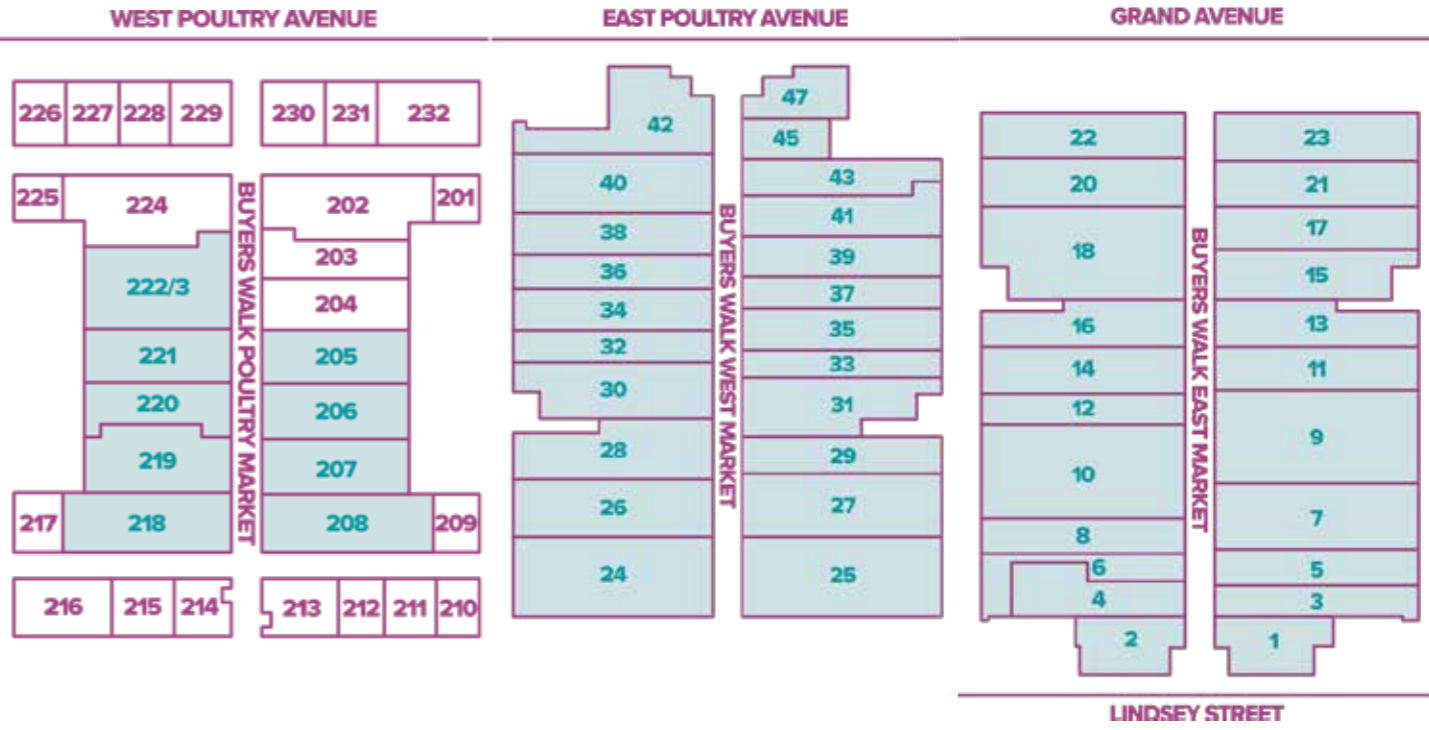 WEST POULTRY AVENUE
EAST POULTRY AVENUE
GRAND AVENUE
226 227 228 229 230 231 232
225 224 202 201
203
222/3 204
221 205
220 206
219 207
217 218 208 209
216 215 214 213 212 211 210
BUYERS WALK POULTRY MARKET
42 47
45
40 43
38 41
36 39
34 37
32 35
30 33
28 31
26 29
24 27
25
BUYERS WALK WEST MARKET
22 23
20 21
18 17
15
16 13
14 11
12 9
10 7
8
6 5
4 3
2 1
BUYERS WALK EAST MARKET
LINDSEY STREET